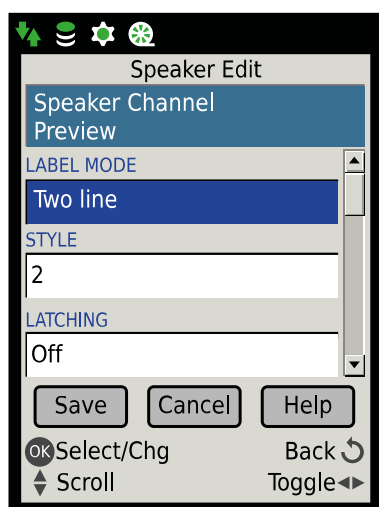 Speaker Edit
Speaker Channel
Preview
LABEL MODE
Two line
STYLE
2
LATCHING
Off
Save Cancel Help
OK Select/Chg Back
Scroll Toggle